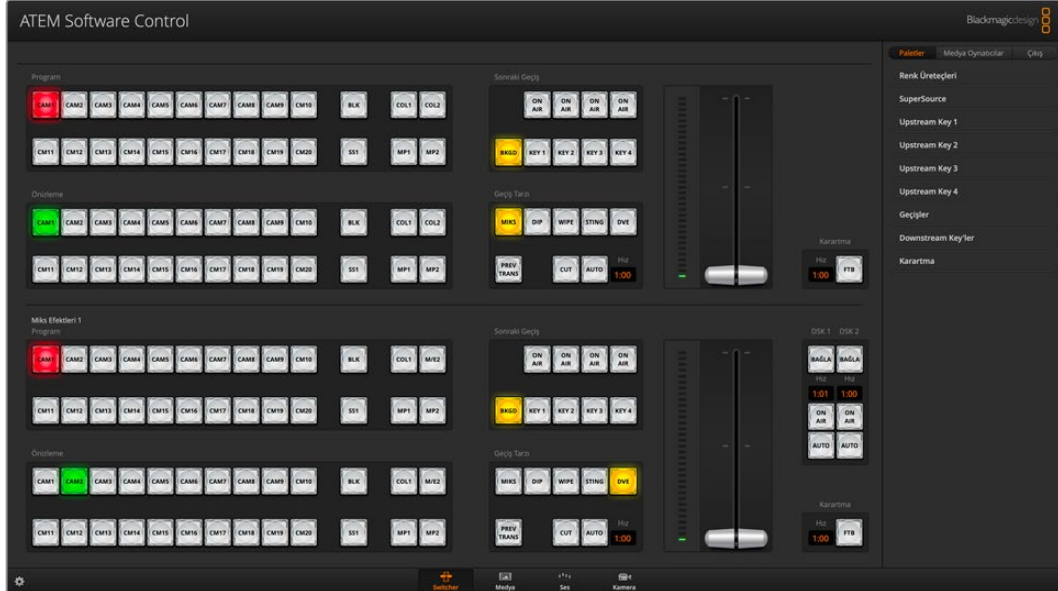 ATEM Software Control
Blackmagicdesign
Paletler Medya Oynatıcılar Çıkış
Renk Üreteçleri
SuperSource
Upstream Key 1
Upstream Key 2
Upstream Key 3
Upstream Key 4
Geçişler
Downstream Key'ler
Karartma
Program
CAM1 CAM2 CAM3 CAM4 CAM5 CAM6 CAM7 CAM8 CAM9 CM10 BLK COL1 COL2
CM11 CM12 CM13 CM14 CM15 CM16 CM17 CM18 CM19 CM20 SS1 MP1 MP2
Sonraki Geçiş
ON AIR ON AIR ON AIR ON AIR
BKGD KEY 1 KEY 2 KEY 3 KEY 4
Önizleme
CAM1 CAM2 CAM3 CAM4 CAM5 CAM6 CAM7 CAM8 CAM9 CM10 BLK COL1 COL2
CM11 CM12 CM13 CM14 CM15 CM16 CM17 CM18 CM19 CM20 SS1 MP1 MP2
Geçiş Tarzı
MIKS DIP WIPE STING DVE
PREV TRANS CUT AUTO Hız 1:00
Karartma
Hız
1:00 FTB
Miks Efektleri 1
Program
CAM1 CAM2 CAM3 CAM4 CAM5 CAM6 CAM7 CAM8 CAM9 CM10 BLK COL1 M/E2
CM11 CM12 CM13 CM14 CM15 CM16 CM17 CM18 CM19 CM20 SS1 MP1 MP2
Sonraki Geçiş
ON AIR ON AIR ON AIR ON AIR
BKGD KEY 1 KEY 2 KEY 3 KEY 4
DSK 1 DSK 2
BAĞLA BAĞLA
Hız Hız
1:01 1:00
ON AIR ON AIR
AUTO AUTO
Önizleme
CAM1 CAM2 CAM3 CAM4 CAM5 CAM6 CAM7 CAM8 CAM9 CM10 BLK COL1 M/E2
CM11 CM12 CM13 CM14 CM15 CM16 CM17 CM18 CM19 CM20 SS1 MP1 MP2
Geçiş Tarzı
MIKS DIP WIPE STING DVE
PREV TRANS CUT AUTO Hız 1:00
Karartma
Hız
1:00 FTB
Switcher Medya Ses Kamera